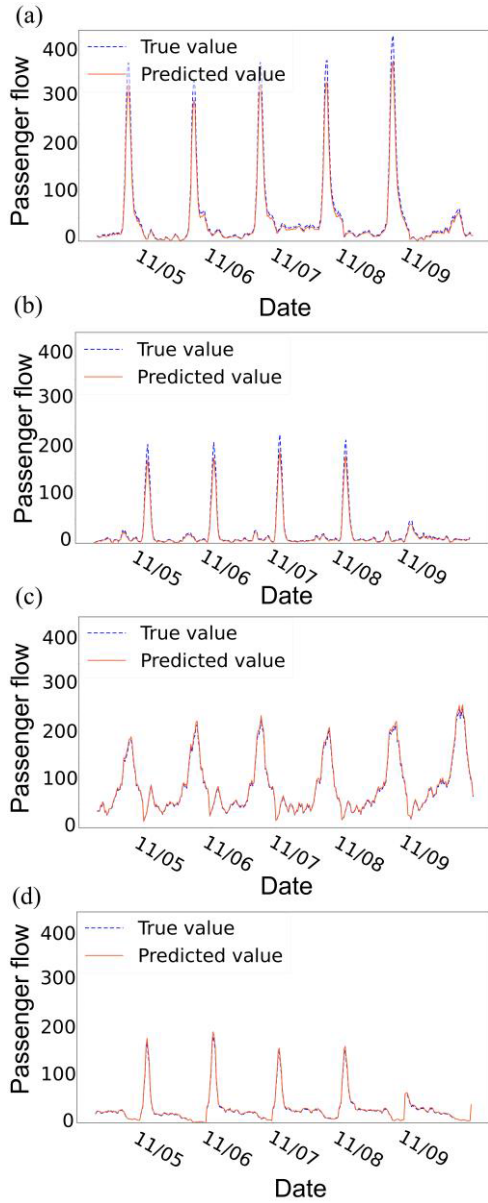 (a)
400
True value
Predicted value
300
200
100
0
Passenger flow
11/05 11/06 11/07 11/08 11/09
Date
(b)
400
True value
Predicted value
300
200
100
0
Passenger flow
11/05 11/06 11/07 11/08 11/09
Date
(c)
400
True value
Predicted value
300
200
100
0
Passenger flow
11/05 11/06 11/07 11/08 11/09
Date
(d)
400
True value
Predicted value
300
200
100
0
Passenger flow
11/05 11/06 11/07 11/08 11/09
Date